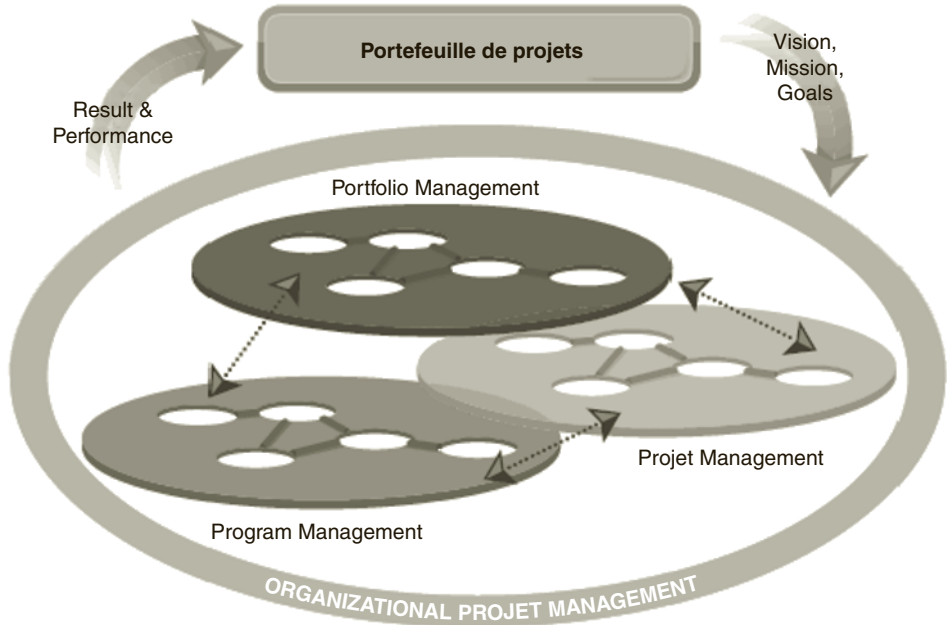 Portefeuille de projets
Vision,
Mission,
Goals
Result &
Performance
Portfolio Management
Projet Management
Program Management
ORGANIZATIONAL PROJET MANAGEMENT